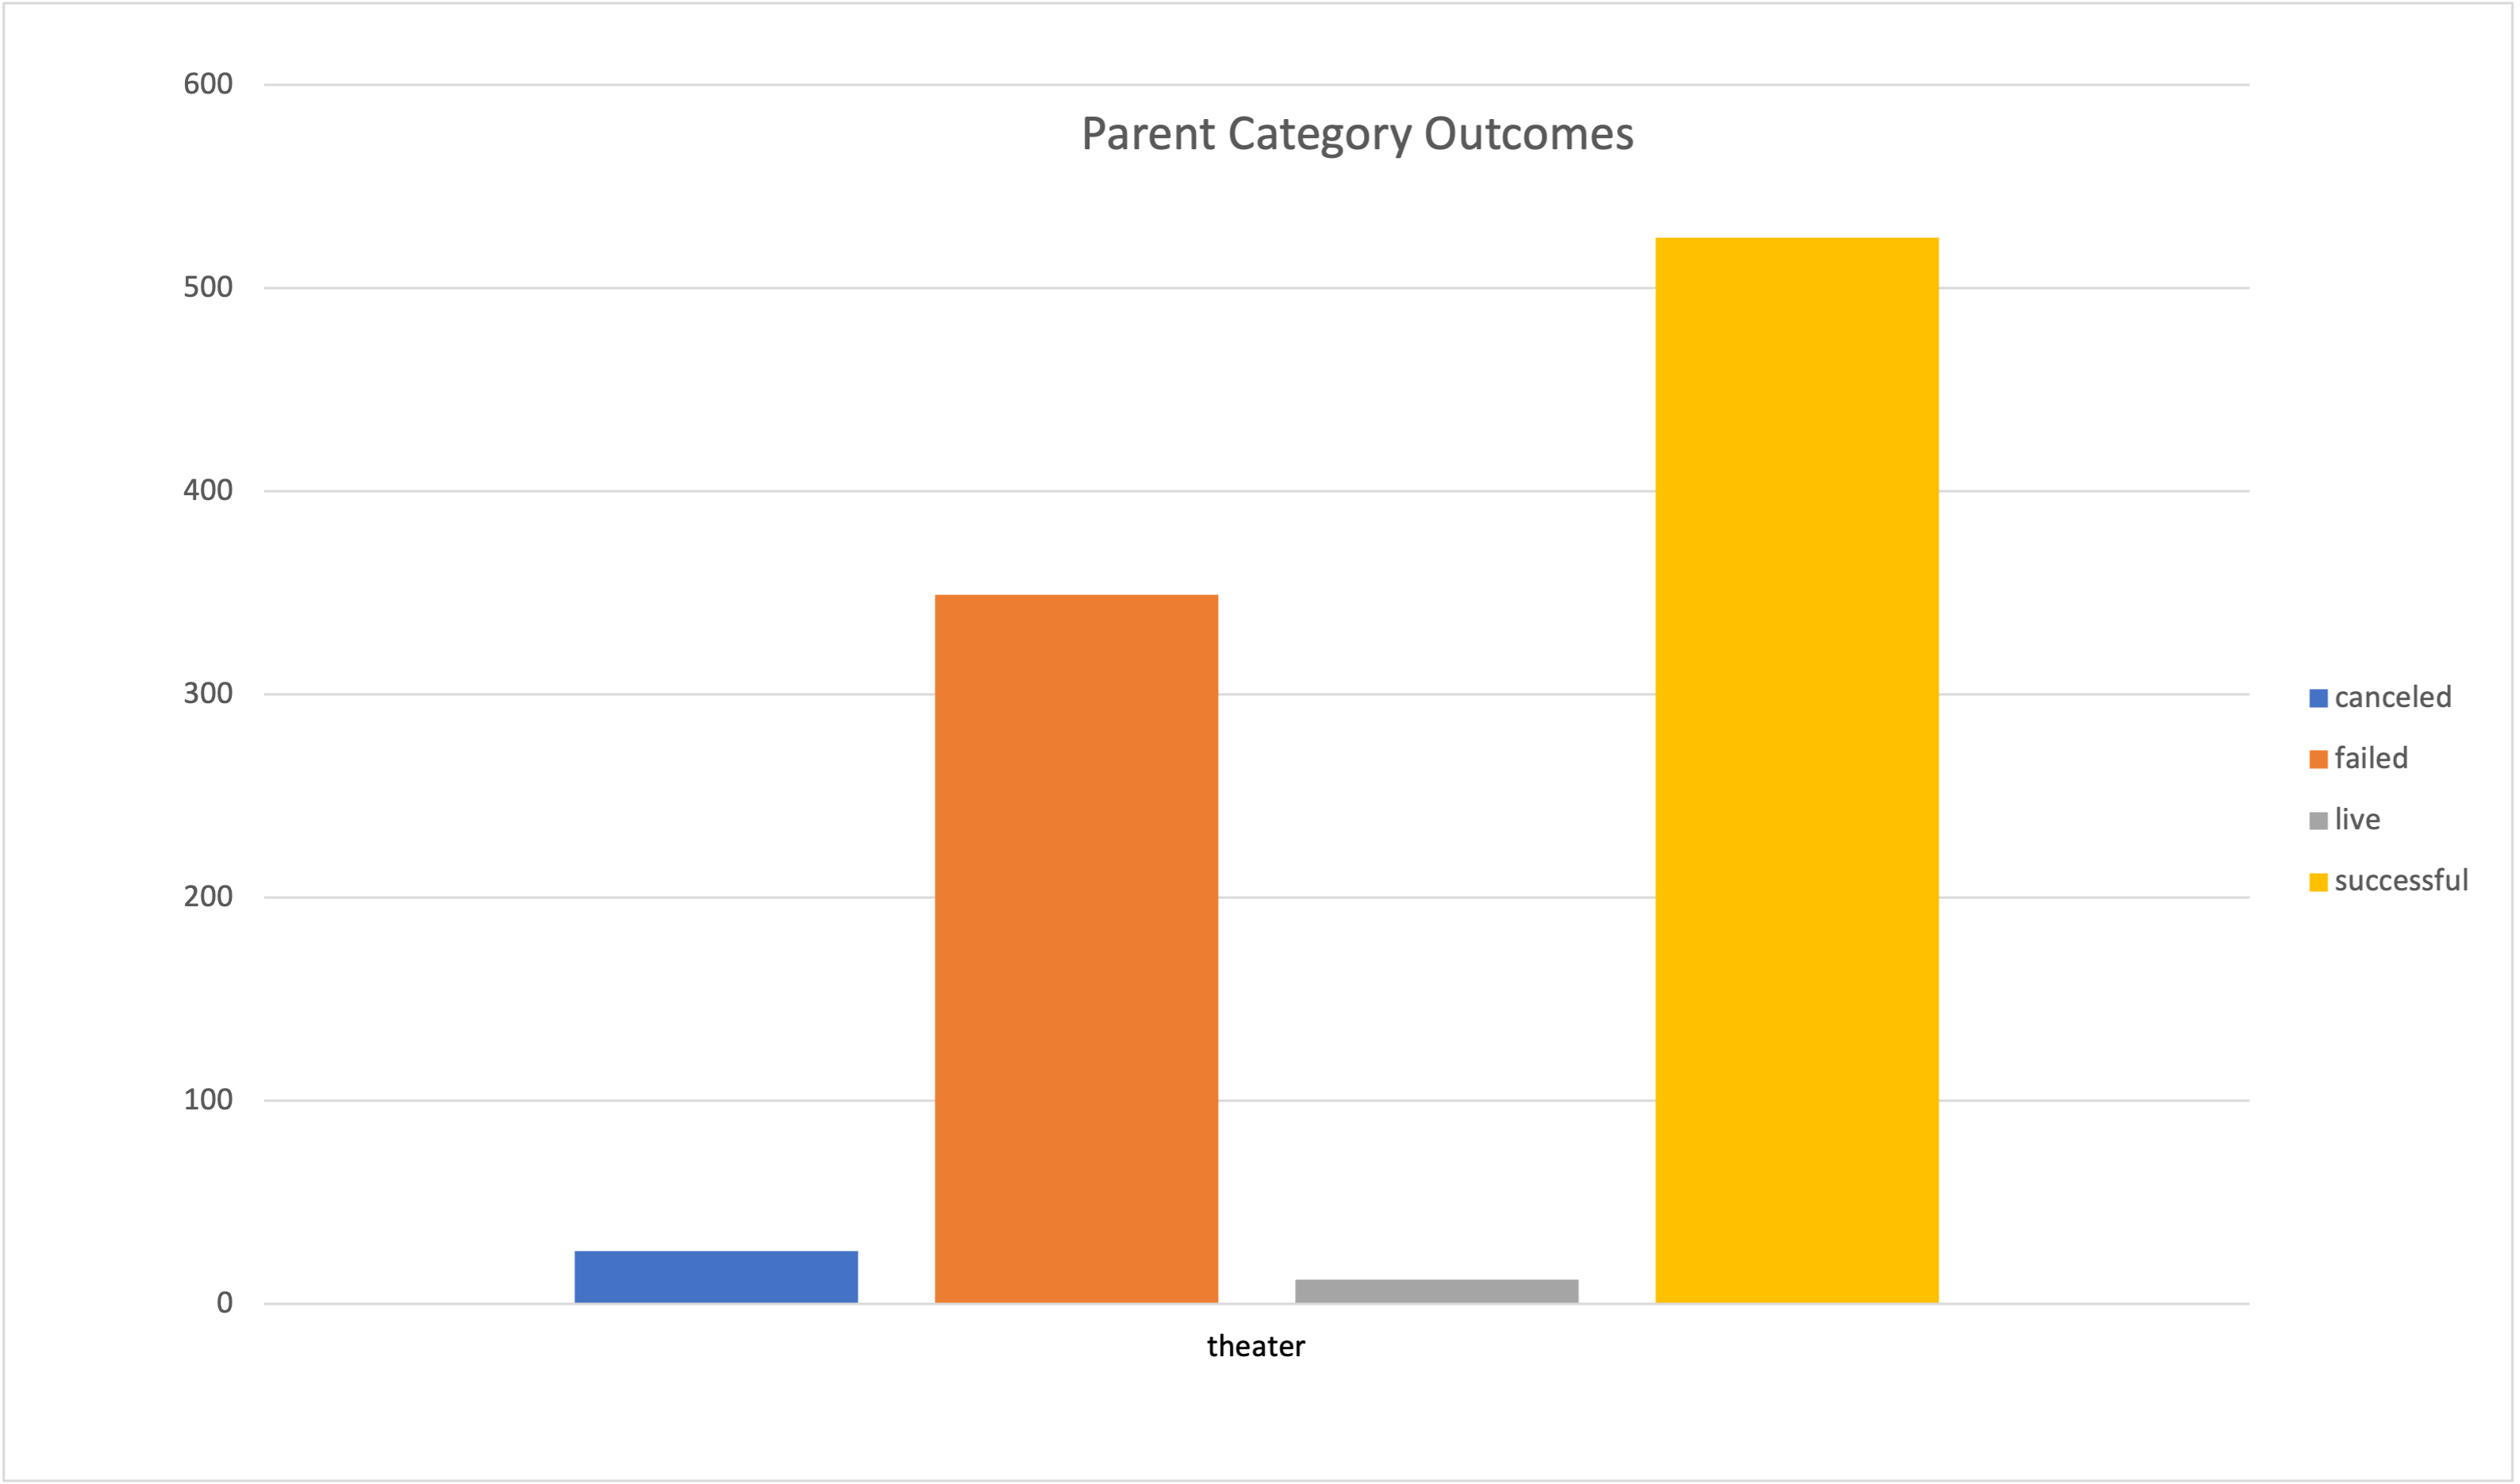 Parent Category Outcomes
600
500
400
300
200
100
0
theater
canceled
failed
live
successful